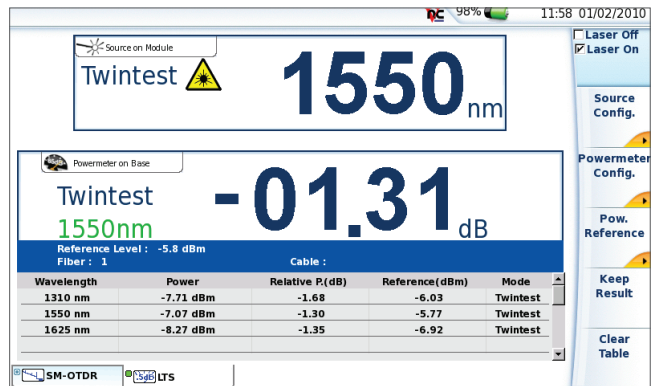 98% 11:58 01/02/2010
Source on Module
Twintest 1550 nm
Powermeter on Base
Twintest
1550nm
-01.31 dB
Reference Level : -5.8 dBm
Fiber : 1 Cable :
Wavelength Power Relative P.(dB) Reference(dBm) Mode
1310 nm -7.71 dBm -1.68 -6.03 Twintest
1550 nm -7.07 dBm -1.30 -5.77 Twintest
1625 nm -8.27 dBm -1.35 -6.92 Twintest
SM-OTDR
LTS
Laser Off
Laser On
Source
Config.
Powermeter
Config.
Pow.
Reference
Keep
Result
Clear
Table